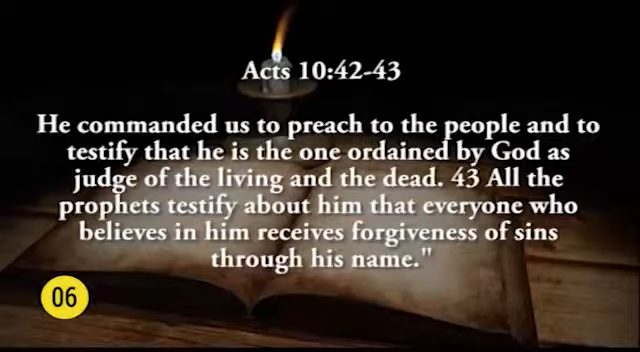 Acts 10:42-43
He commanded us to preach to the people and to
testify that he is the one ordained by God as
judge of the living and the dead. 43 All the
prophets testify about him that everyone who
believes in him receives forgiveness of sins
through his name."
06